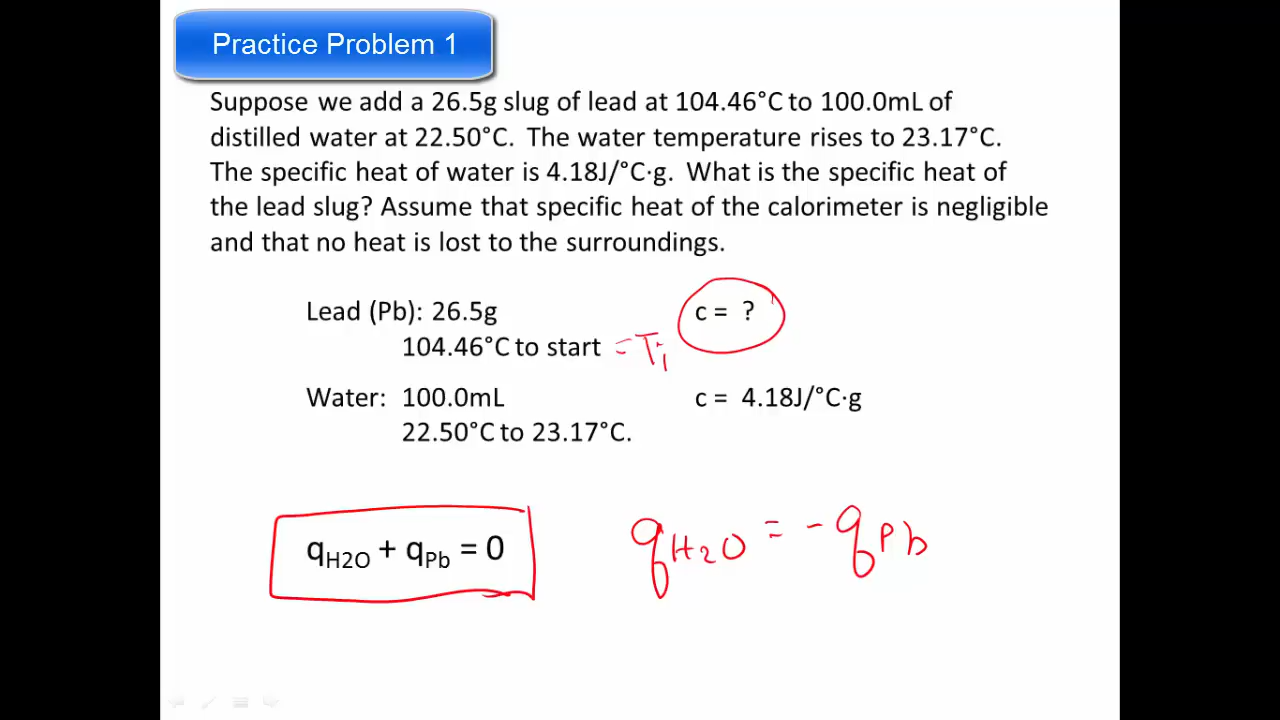 Practice Problem 1
Suppose we add a 26.5g slug of lead at 104.46°C to 100.0mL of
distilled water at 22.50°C. The water temperature rises to 23.17°C.
The specific heat of water is 4.18J/°C·g. What is the specific heat of
the lead slug? Assume that specific heat of the calorimeter is negligible
and that no heat is lost to the surroundings.
Lead (Pb): 26.5g c = ?
104.46°C to start = Ti
Water: 100.0mL c = 4.18J/°C·g
22.50°C to 23.17°C.
qH2O + qPb = 0 qH2O = -qPb